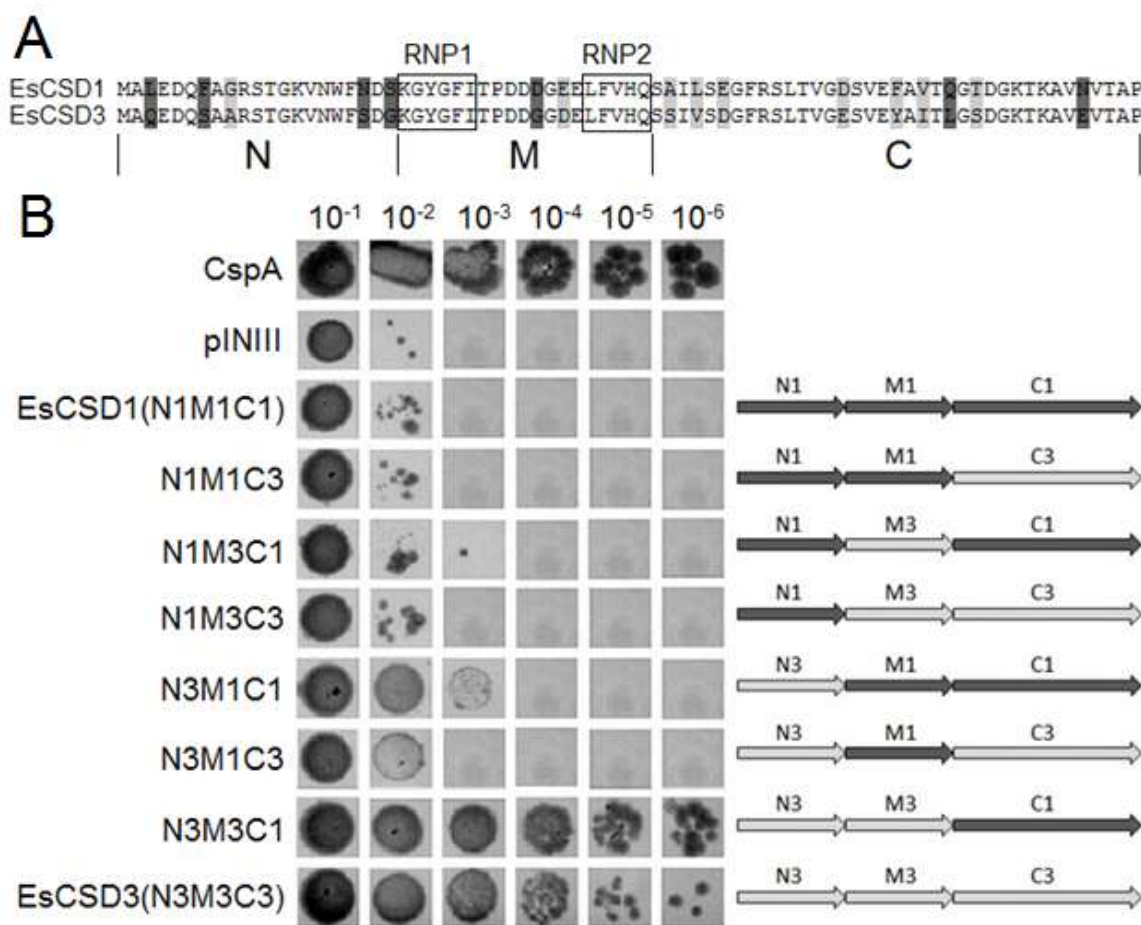 A
RNP1 RNP2
EsCSD1 MALEDQFAGRSTGKVNWFNDSKGYGFITPDDDGEELFVHQSAILSEGFRSLTVGDSVEFAVTQGTDGKTKAVNVTAP
EsCSD3 MAQEDQSAARSTGKVNWFSDGKGYGFITPDDGGDELFVHQSSIVSDGFRSLTVGESVEYAITLGSDGKTKAVEVTAP
N M C
B
10-1 10-2 10-3 10-4 10-5 10-6
CspA
pINIII
EsCSD1(N1M1C1) N1 M1 C1
N1M1C3 N1 M1 C3
N1M3C1 N1 M3 C1
N1M3C3 N1 M3 C3
N3M1C1 N3 M1 C1
N3M1C3 N3 M1 C3
N3M3C1 N3 M3 C1
EsCSD3(N3M3C3) N3 M3 C3